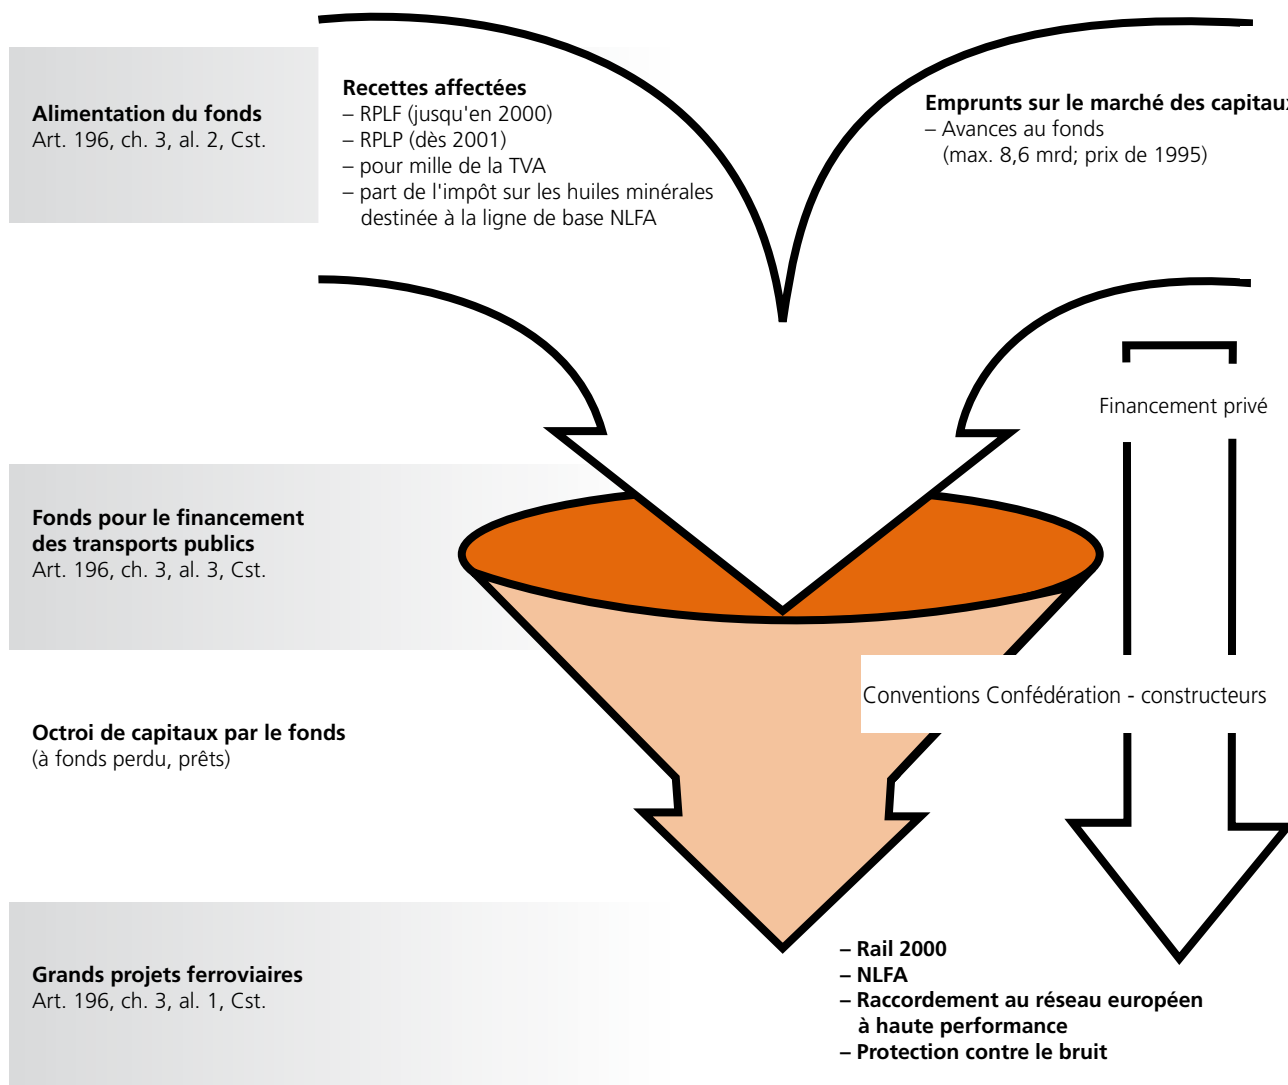 Alimentation du fonds
Art. 196, ch. 3, al. 2, Cst.
Recettes affectées
– RPLF (jusqu'en 2000)
– RPLP (dès 2001)
– pour mille de la TVA
– part de l'impôt sur les huiles minérales
destinée à la ligne de base NLFA
Emprunts sur le marché des capitaux
– Avances au fonds
(max. 8,6 mrd; prix de 1995)
Financement privé
Fonds pour le financement
des transports publics
Art. 196, ch. 3, al. 3, Cst.
Conventions Confédération - constructeurs
Octroi de capitaux par le fonds
(à fonds perdu, prêts)
Grands projets ferroviaires
Art. 196, ch. 3, al. 1, Cst.
– Rail 2000
– NLFA
– Raccordement au réseau européen
à haute performance
– Protection contre le bruit